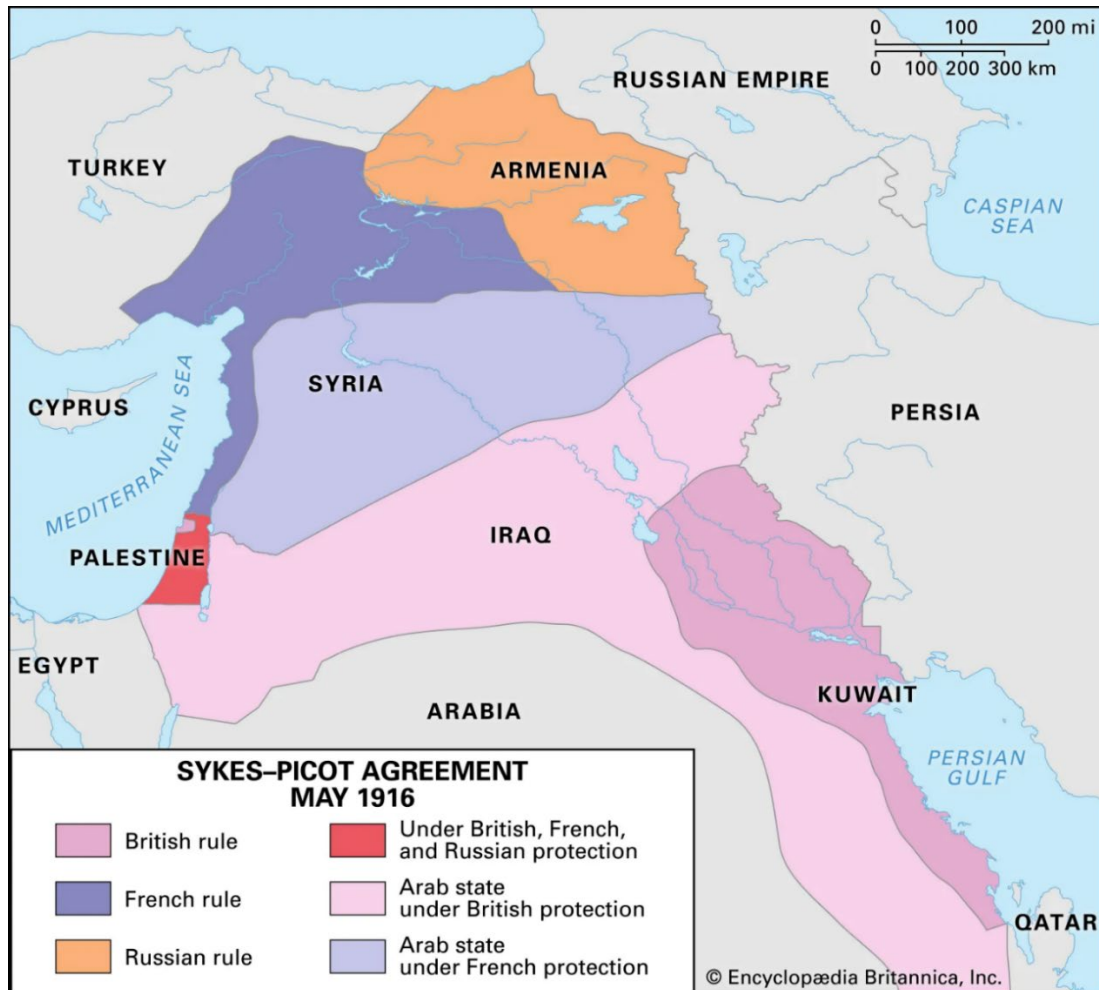 0 100 200 mi
0 100 200 300 km
RUSSIAN EMPIRE
TURKEY
ARMENIA
CASPIAN
SEA
SYRIA
CYPRUS
PERSIA
MEDITERRANEAN SEA
IRAQ
PALESTINE
EGYPT
KUWAIT
ARABIA
PERSIAN
GULF
QATAR
SYKES–PICOT AGREEMENT
MAY 1916
British rule
French rule
Russian rule
Under British, French,
and Russian protection
Arab state
under British protection
Arab state
under French protection
© Encyclopædia Britannica, Inc.